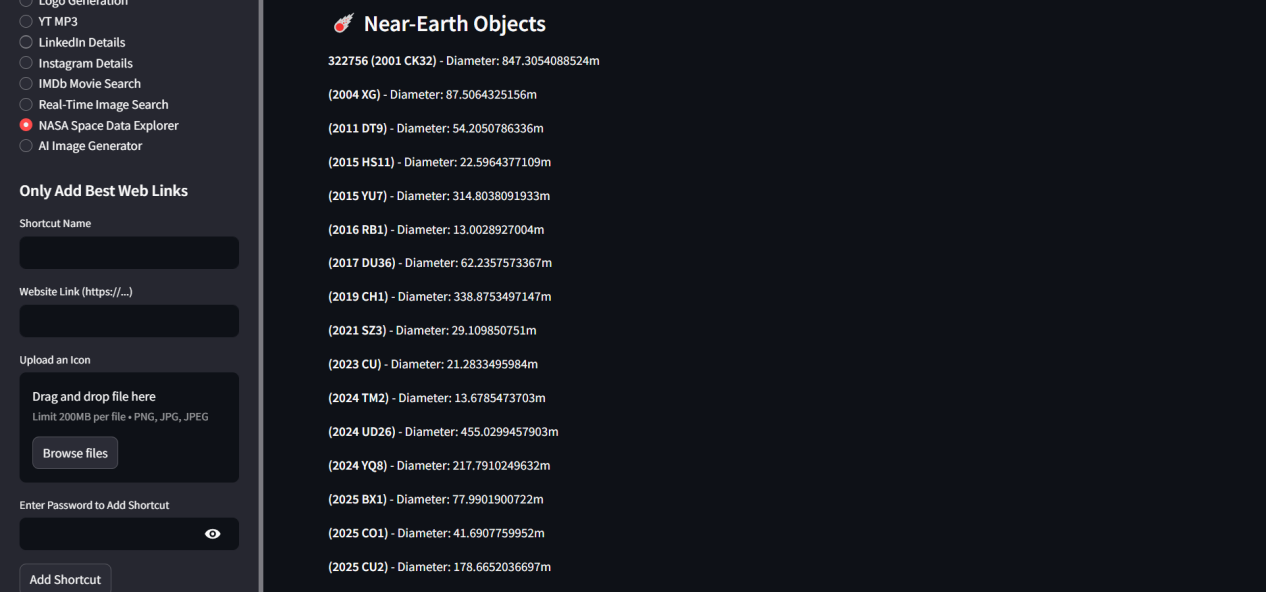 Logo Generation
YT MP3
LinkedIn Details
Instagram Details
IMDb Movie Search
Real-Time Image Search
NASA Space Data Explorer
AI Image Generator
Only Add Best Web Links
Shortcut Name
Website Link (https://...)
Upload an Icon
Drag and drop file here
Limit 200MB per file • PNG, JPG, JPEG
Browse files
Enter Password to Add Shortcut
Add Shortcut
Near-Earth Objects
322756 (2001 CK32) - Diameter: 847.3054088524m
(2004 XG) - Diameter: 87.5064325156m
(2011 DT9) - Diameter: 54.2050786336m
(2015 HS11) - Diameter: 22.5964377109m
(2015 YU7) - Diameter: 314.8038091933m
(2016 RB1) - Diameter: 13.0028927004m
(2017 DU36) - Diameter: 62.2357573367m
(2019 CH1) - Diameter: 338.8753497147m
(2021 SZ3) - Diameter: 29.109850751m
(2023 CU) - Diameter: 21.2833495984m
(2024 TM2) - Diameter: 13.6785473703m
(2024 UD26) - Diameter: 455.0299457903m
(2024 YQ8) - Diameter: 217.7910249632m
(2025 BX1) - Diameter: 77.9901900722m
(2025 CO1) - Diameter: 41.6907759952m
(2025 CU2) - Diameter: 178.6652036697m